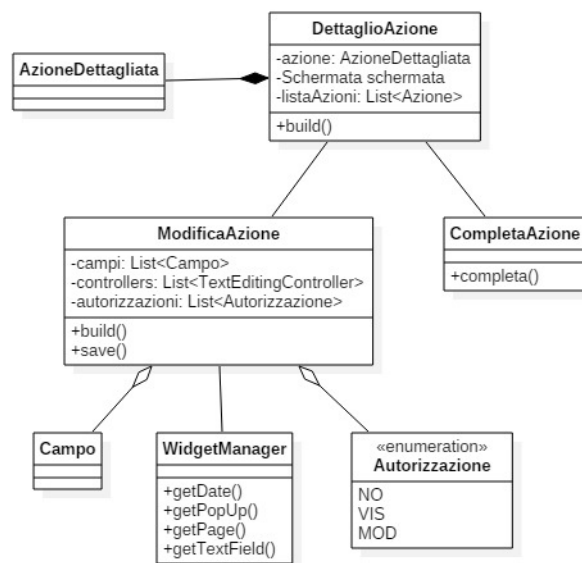 DettaglioAzione
-azione: AzioneDettagliata
-Schermata schermata
-listaAzioni: List<Azione>
+build()
AzioneDettagliata
ModificaAzione
-campi: List<Campo>
-controllers: List<TextEditingController>
-autorizzazioni: List<Autorizzazione>
+build()
+save()
CompletaAzione
+completa()
Campo
WidgetManager
+getDate()
+getPopUp()
+getPage()
+getTextField()
«enumeration»
Autorizzazione
NO
VIS
MOD